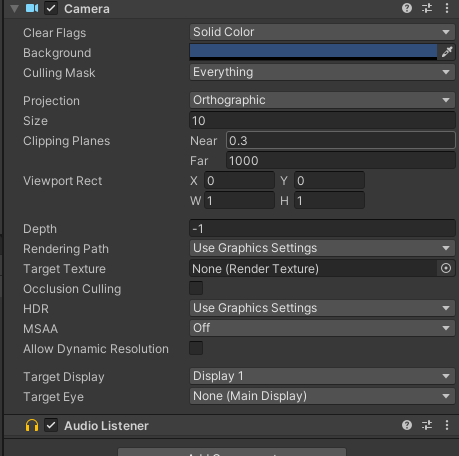 Camera
Clear Flags Solid Color
Background
Culling Mask Everything
Projection Orthographic
Size 10
Clipping Planes Near 0.3
Far 1000
Viewport Rect X 0 Y 0
W 1 H 1
Depth -1
Rendering Path Use Graphics Settings
Target Texture None (Render Texture)
Occlusion Culling
HDR Use Graphics Settings
MSAA Off
Allow Dynamic Resolution
Target Display Display 1
Target Eye None (Main Display)
Audio Listener